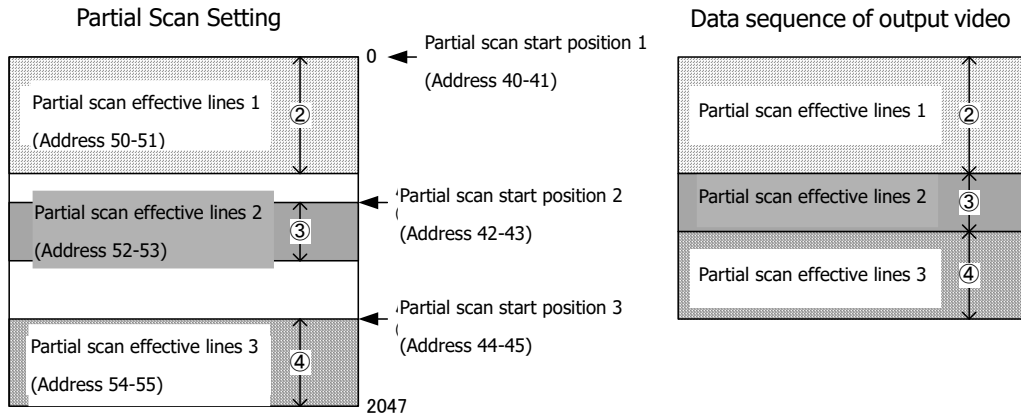 Partial Scan Setting
0
Partial scan start position 1
(Address 40-41)
Partial scan effective lines 1
(Address 50-51)
②
Partial scan start position 2
(Address 42-43)
Partial scan effective lines 2
(Address 52-53)
③
Partial scan start position 3
(Address 44-45)
Partial scan effective lines 3
(Address 54-55)
④
2047
Data sequence of output video
Partial scan effective lines 1
②
Partial scan effective lines 2
③
Partial scan effective lines 3
④